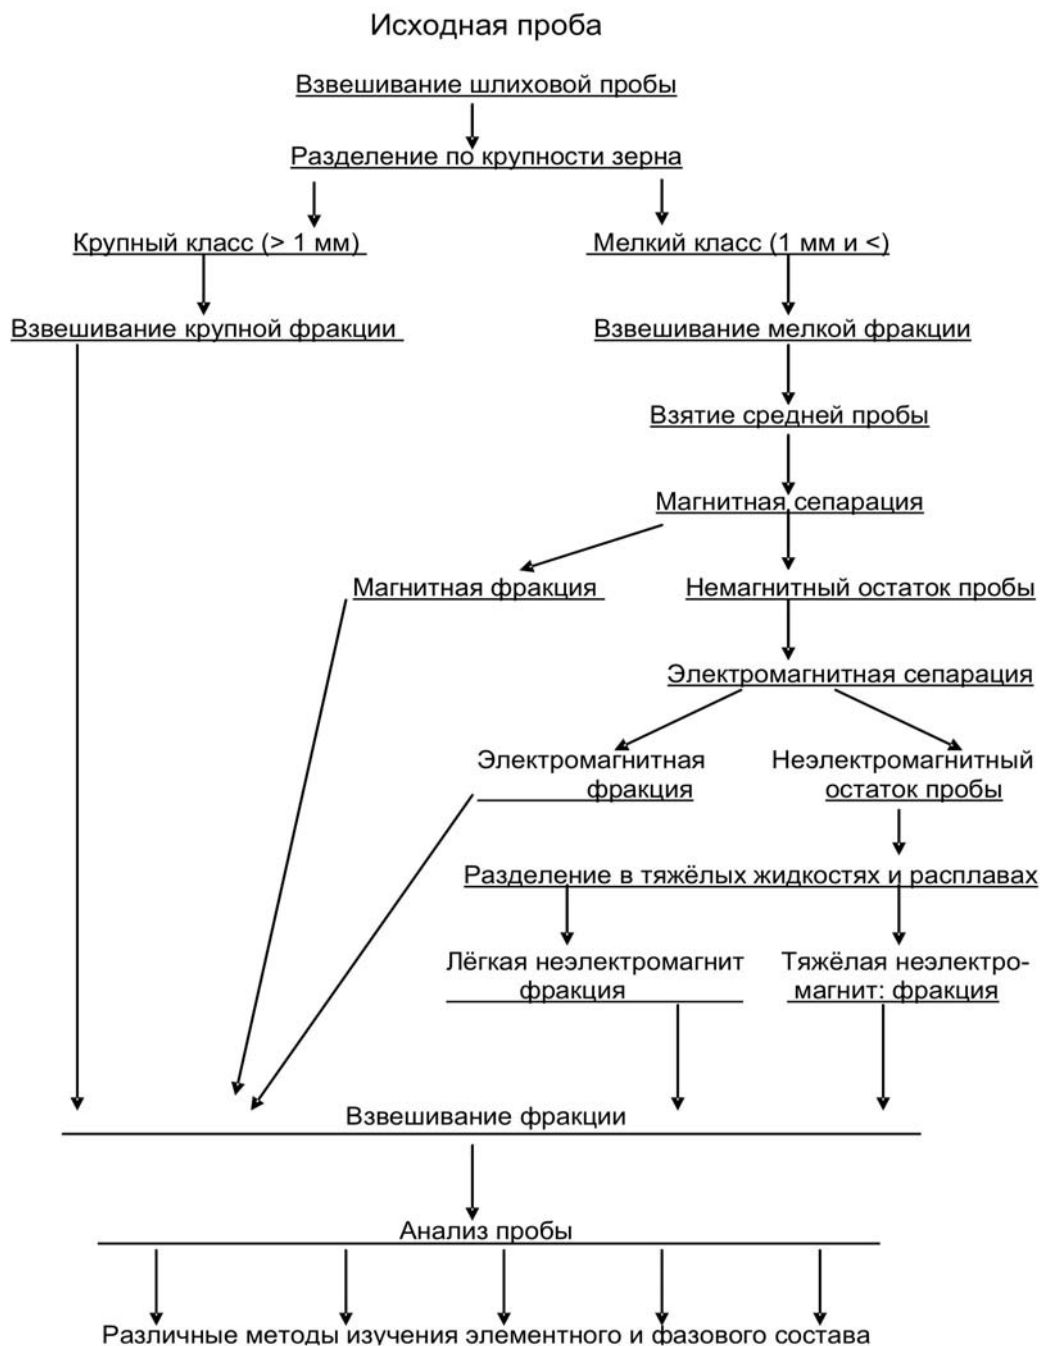 Исходная проба
Взвешивание шлиховой пробы
Разделение по крупности зерна
Крупный класс (> 1 мм)
Мелкий класс (1 мм и <)
Взвешивание крупной фракции
Взвешивание мелкой фракции
Взятие средней пробы
Магнитная сепарация
Магнитная фракция
Немагнитный остаток пробы
Электромагнитная сепарация
Электромагнитная
фракция
Неэлектромагнитный
остаток пробы
Разделение в тяжёлых жидкостях и расплавах
Лёгкая неэлектромагнит
фракция
Тяжёлая неэлектро-
магнит: фракция
Взвешивание фракции
Анализ пробы
Различные методы изучения элементного и фазового состава